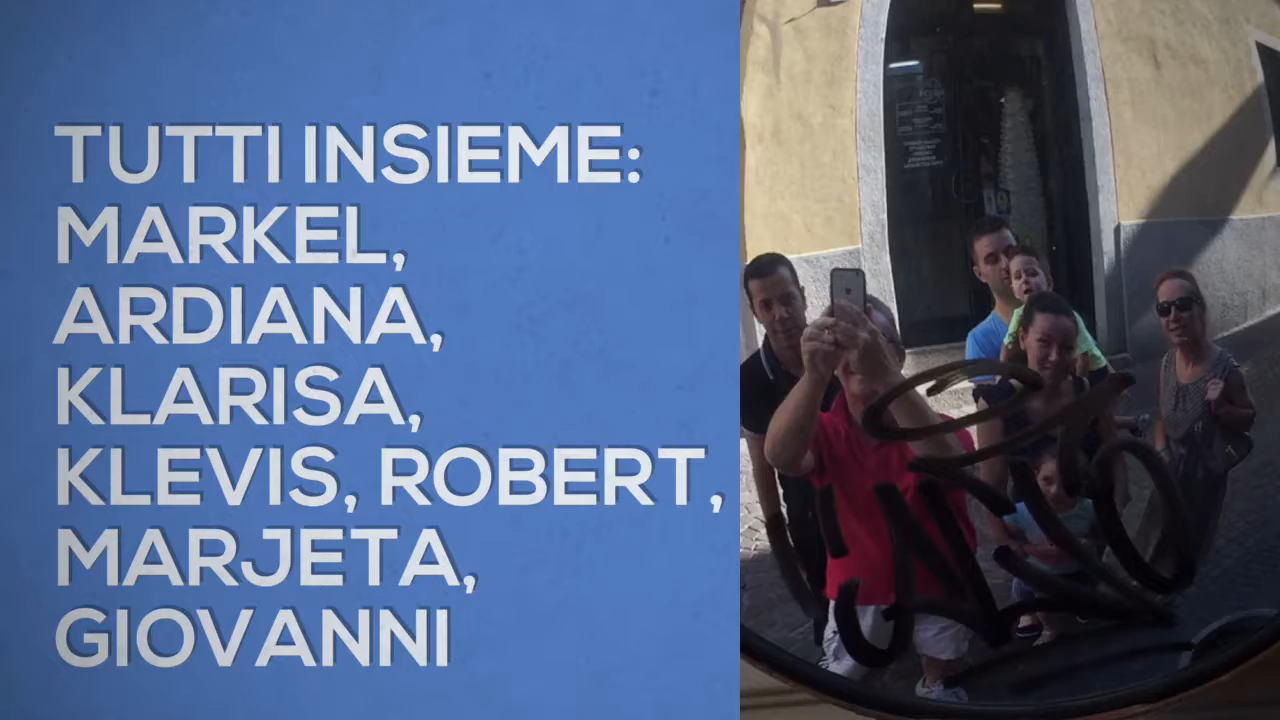 TUTTI INSIEME:
MARKEL,
ARDIANA,
KLARISA,
KLEVIS, ROBERT,
MARJETA,
GIOVANNI